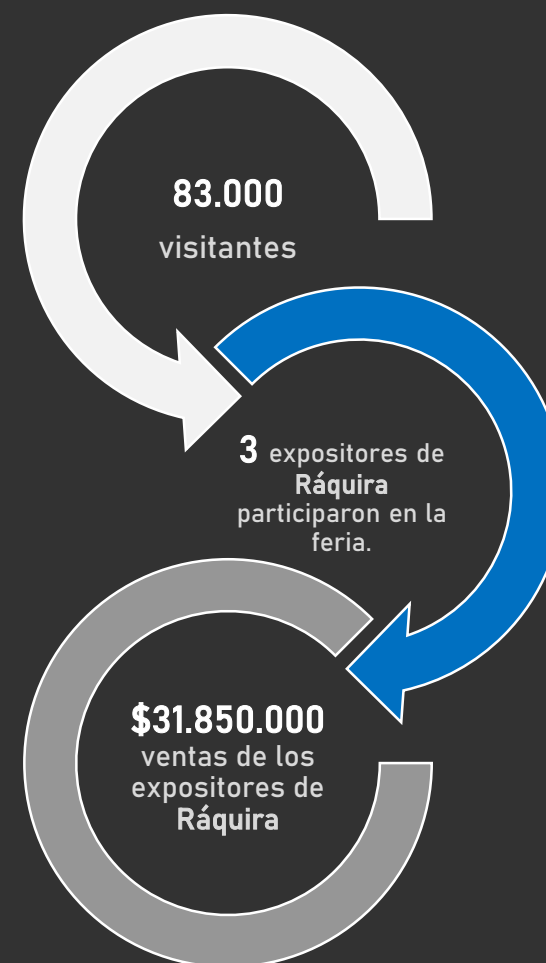 83.000
visitantes
3 expositores de
Ráquira
participaron en la
feria.
$31.850.000
ventas de los
expositores de
Ráquira